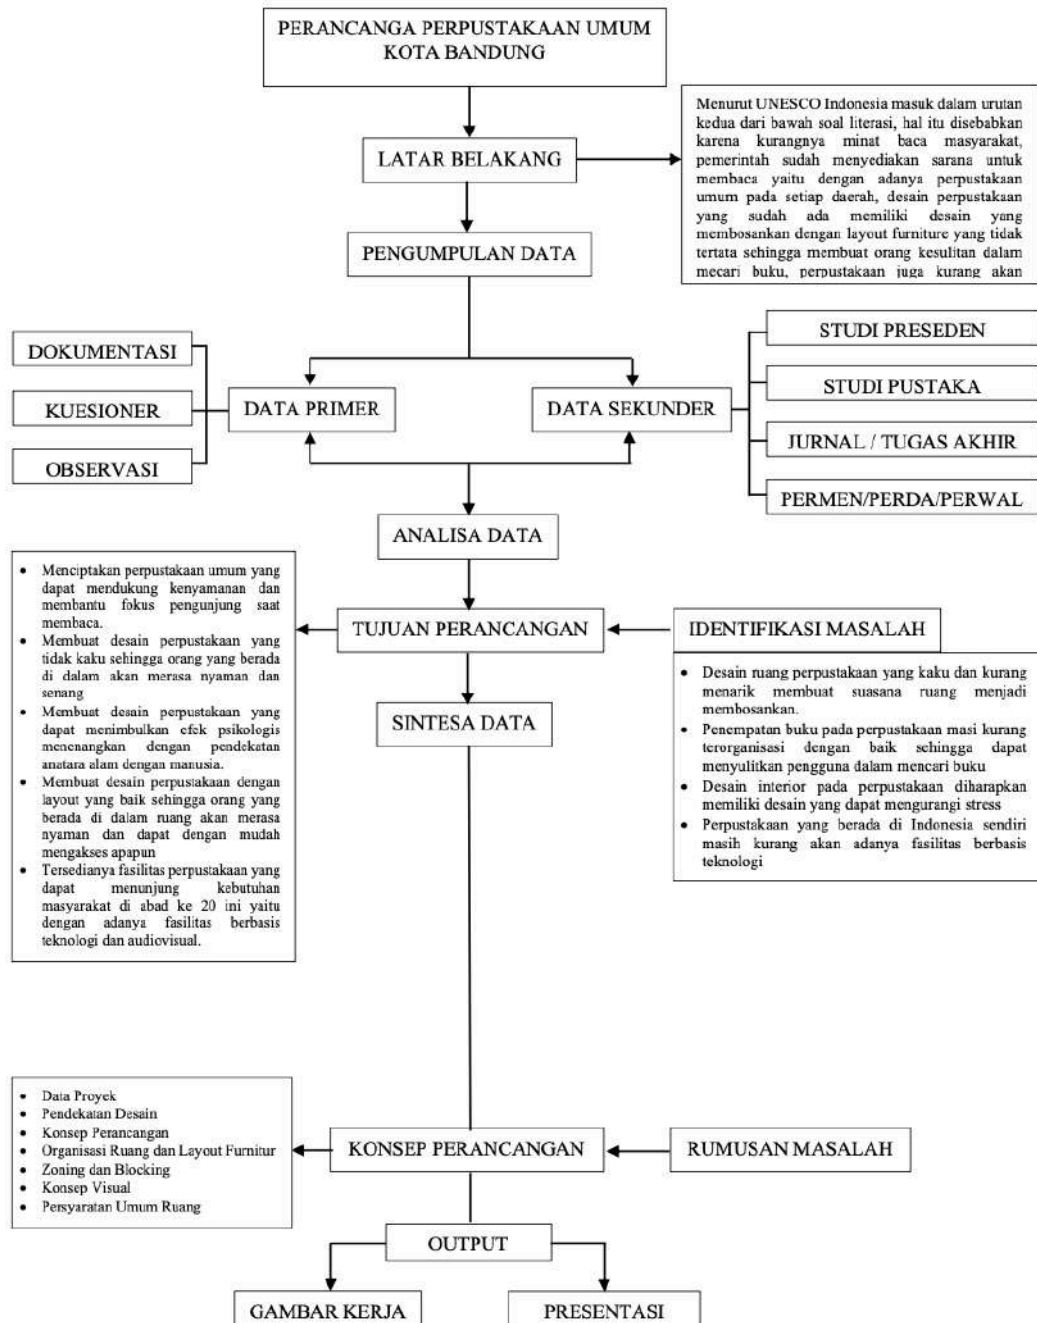 PERANCANGA PERPUSTAKAAN UMUM
KOTA BANDUNG
LATAR BELAKANG
Menurut UNESCO Indonesia masuk dalam urutan
kedua dari bawah soal literasi, hal itu disebabkan
karena kurangnya minat baca masyarakat,
pemerintah sudah menyediakan sarana untuk
membaca yaitu dengan adanya perpustakaan
umum pada setiap daerah, desain perpustakaan
yang sudah ada memiliki desain yang
membosankan dengan layout furniture yang tidak
tertata sehingga membuat orang kesulitan dalam
mecari buku, perpustakaan juga kurang akan
PENGUMPULAN DATA
DOKUMENTASI
KUESIONER
OBSERVASI
DATA PRIMER
DATA SEKUNDER
STUDI PRESEDEN
STUDI PUSTAKA
JURNAL / TUGAS AKHIR
PERMEN/PERDA/PERWAL
ANALISA DATA
• Menciptakan perpustakaan umum yang
dapat mendukung kenyamanan dan
membantu fokus pengunjung saat
membaca.
• Membuat desain perpustakaan yang
tidak kaku sehingga orang yang berada
di dalam akan merasa nyaman dan
senang
• Membuat desain perpustakaan yang
dapat menimbulkan efek psikologis
menenangkan dengan pendekatan
anatara alam dengan manusia.
• Membuat desain perpustakaan dengan
layout yang baik sehingga orang yang
berada di dalam ruang akan merasa
nyaman dan dapat dengan mudah
mengakses apapun
• Tersedianya fasilitas perpustakaan yang
dapat menunjung kebutuhan
masyarakat di abad ke 20 ini yaitu
dengan adanya fasilitas berbasis
teknologi dan audiovisual.
TUJUAN PERANCANGAN
IDENTIFIKASI MASALAH
• Desain ruang perpustakaan yang kaku dan kurang
menarik membuat suasana ruang menjadi
membosankan.
• Penempatan buku pada perpustakaan masi kurang
terorganisasi dengan baik sehingga dapat
menyulitkan pengguna dalam mencari buku
• Desain interior pada perpustakaan diharapkan
memiliki desain yang dapat mengurangi stress
• Perpustakaan yang berada di Indonesia sendiri
masih kurang akan adanya fasilitas berbasis
teknologi
SINTESA DATA
• Data Proyek
• Pendekatan Desain
• Konsep Perancangan
• Organisasi Ruang dan Layout Furnitur
• Zoning dan Blocking
• Konsep Visual
• Persyaratan Umum Ruang
KONSEP PERANCANGAN
RUMUSAN MASALAH
OUTPUT
GAMBAR KERJA
PRESENTASI